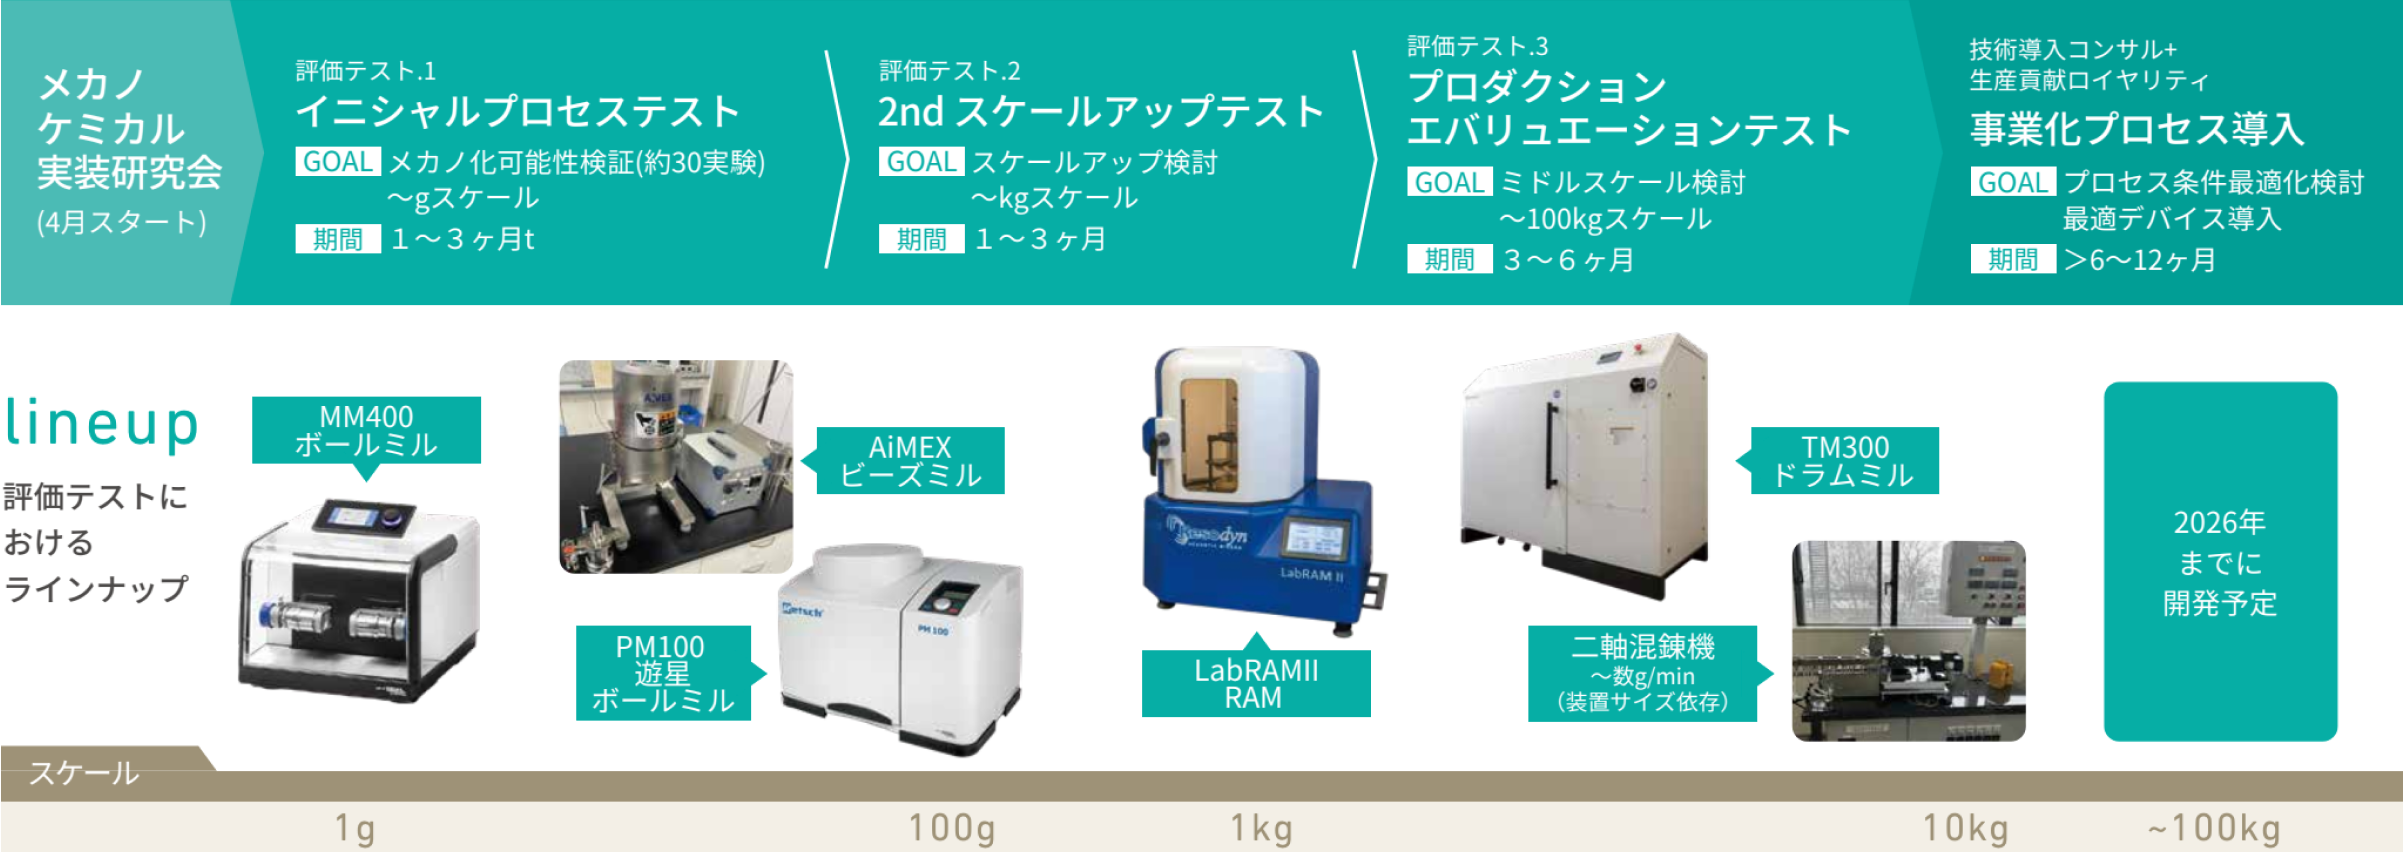 メカノ
ケミカル
実装研究会
(4月スタート)
評価テスト.1
イニシャルプロセステスト
GOAL メカノ化可能性検証(約30実験)
～gスケール
期間 １～３ヶ月t
評価テスト.2
2nd スケールアップテスト
GOAL スケールアップ検討
～kgスケール
期間 １～３ヶ月
評価テスト.3
プロダクション
エバリュエーションテスト
GOAL ミドルスケール検討
～100kgスケール
期間 ３～６ヶ月
技術導入コンサル+
生産貢献ロイヤリティ
事業化プロセス導入
GOAL プロセス条件最適化検討
最適デバイス導入
期間 ＞6～12ヶ月
lineup
評価テストに
おける
ラインナップ
MM400
ボールミル
AiMEX
ビーズミル
PM100
遊星
ボールミル
Retsch
PM 100
Resodyn
LabRAM II
LabRAMII
RAM
TM300
ドラムミル
二軸混錬機
～数g/min
（装置サイズ依存）
2026年
までに
開発予定
スケール
1g
100g
1kg
10kg
~100kg